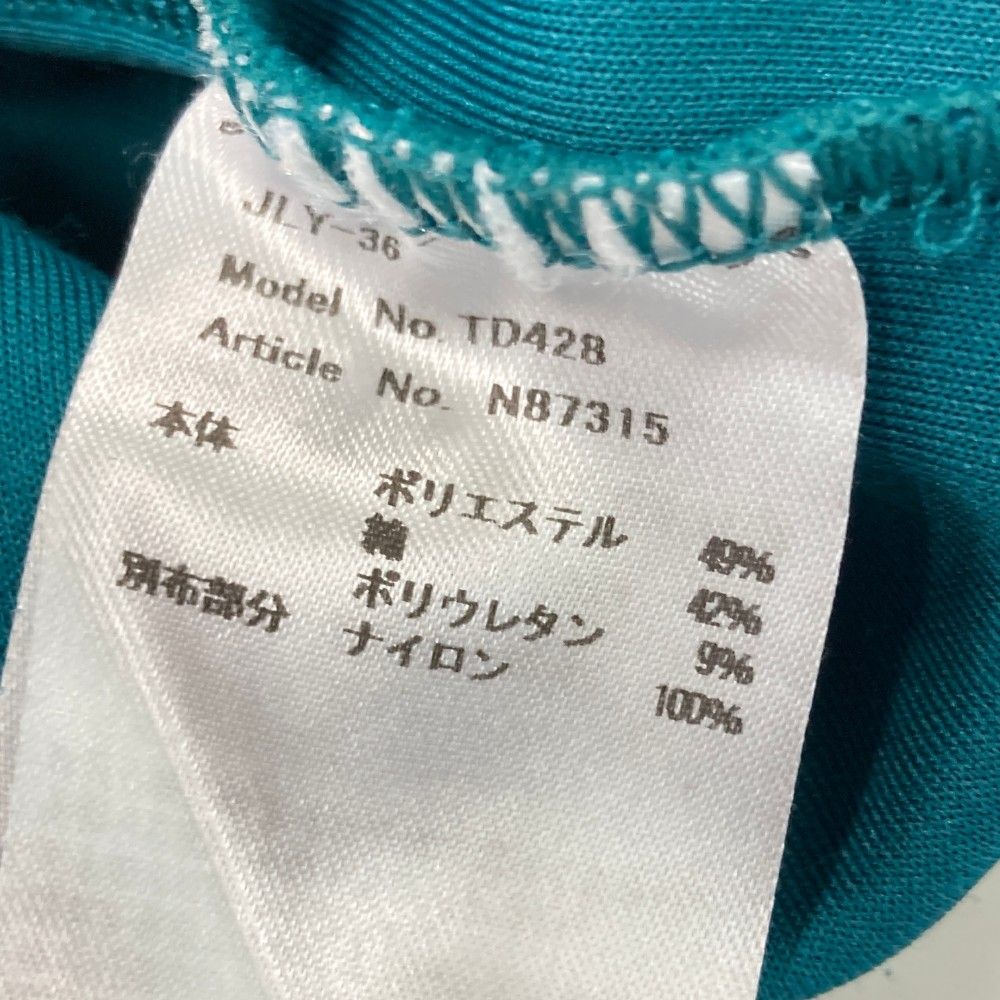 JLY-36
Model No. TD428
Article No. N87315
本体
ポリエステル 49%
綿 42%
ポリウレタン 9%
別布部分 ナイロン 100%